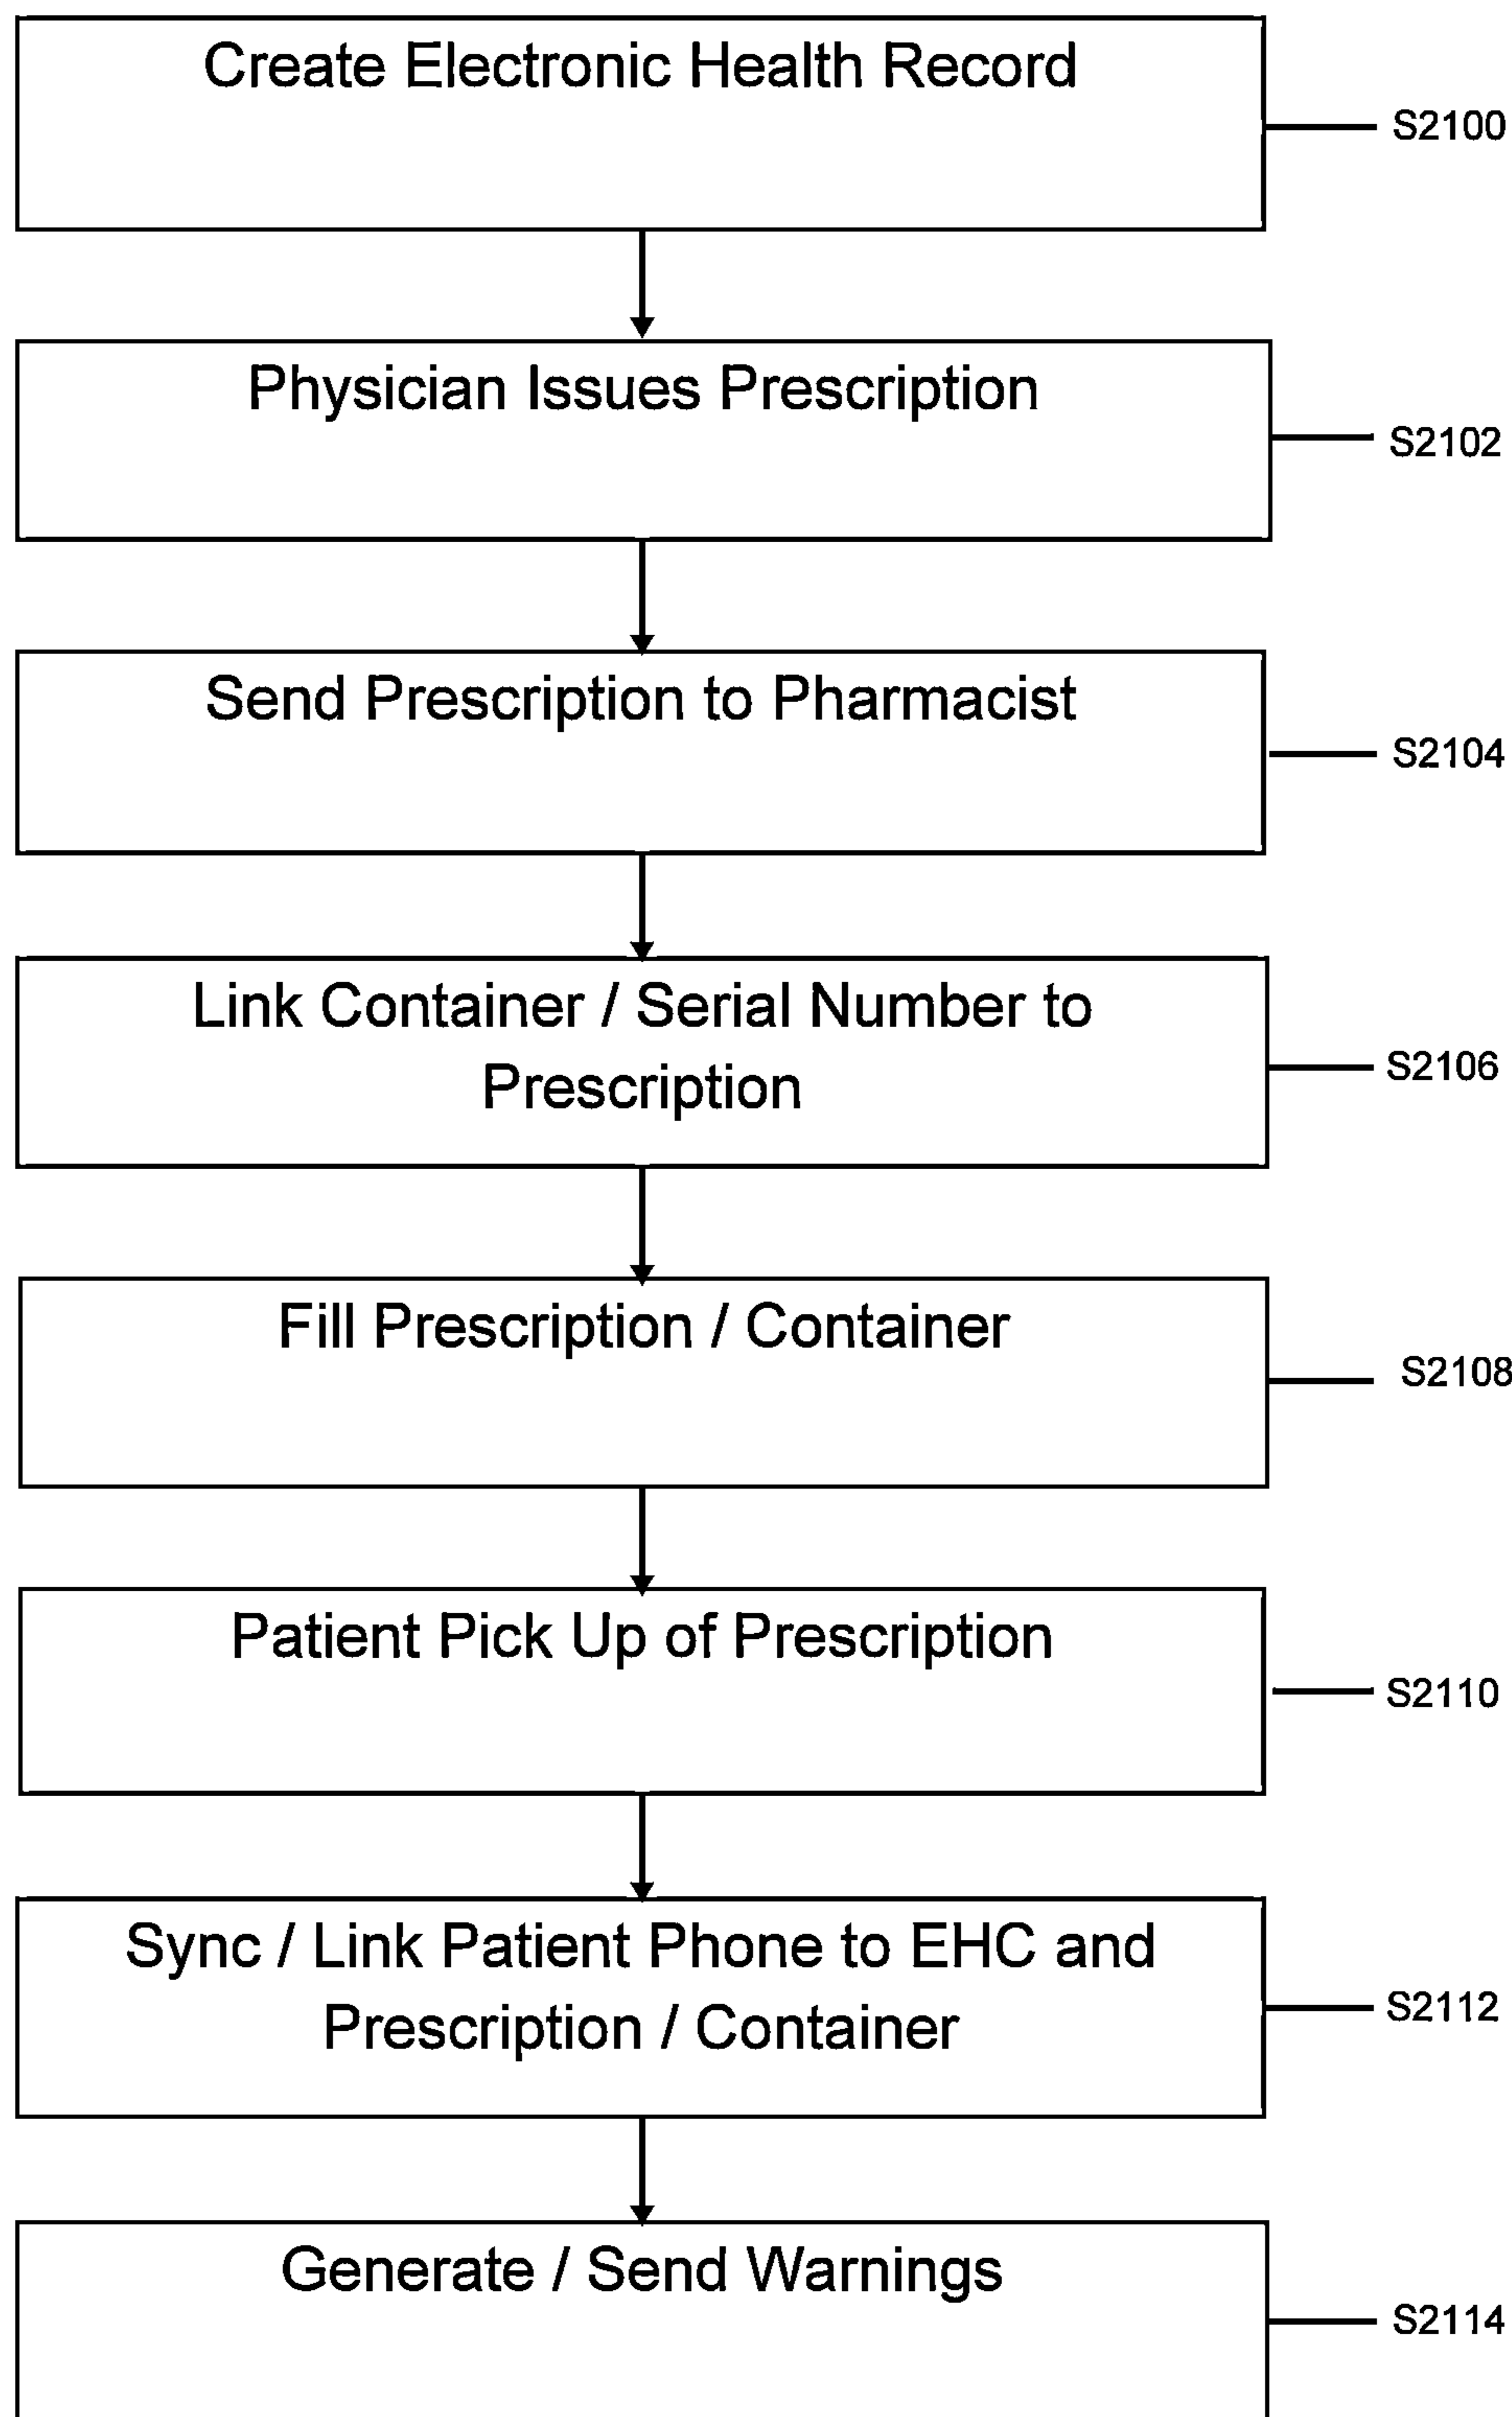 Create Electronic Health Record
S2100
Physician Issues Prescription
S2102
Send Prescription to Pharmacist
S2104
Link Container / Serial Number to
Prescription
S2106
Fill Prescription / Container
S2108
Patient Pick Up of Prescription
S2110
Sync / Link Patient Phone to EHC and
Prescription / Container
S2112
Generate / Send Warnings
S2114